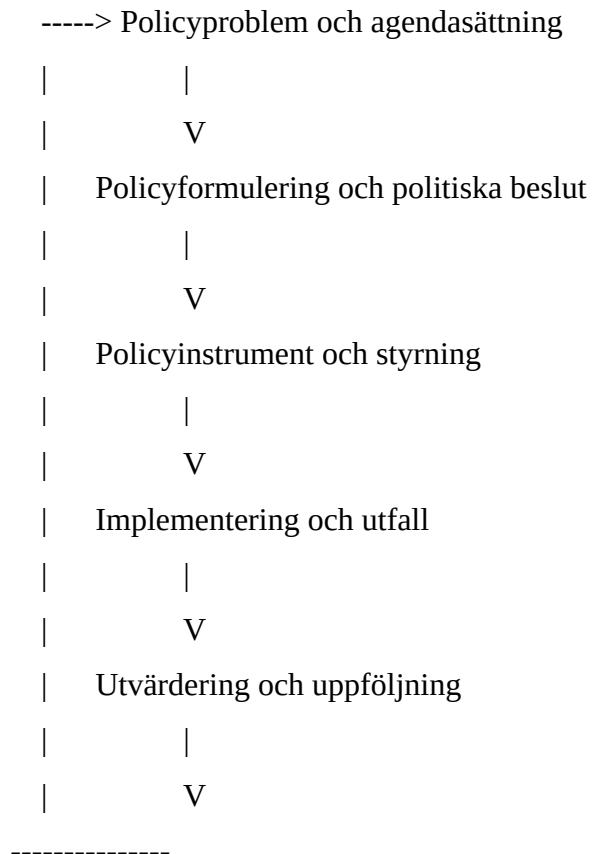 -----> Policyproblem och agendasättning
| |
| V
| Policyformulering och politiska beslut
| |
| V
| Policyinstrument och styrning
| |
| V
| Implementering och utfall
| |
| V
| Utvärdering och uppföljning
| |
| V
---------------